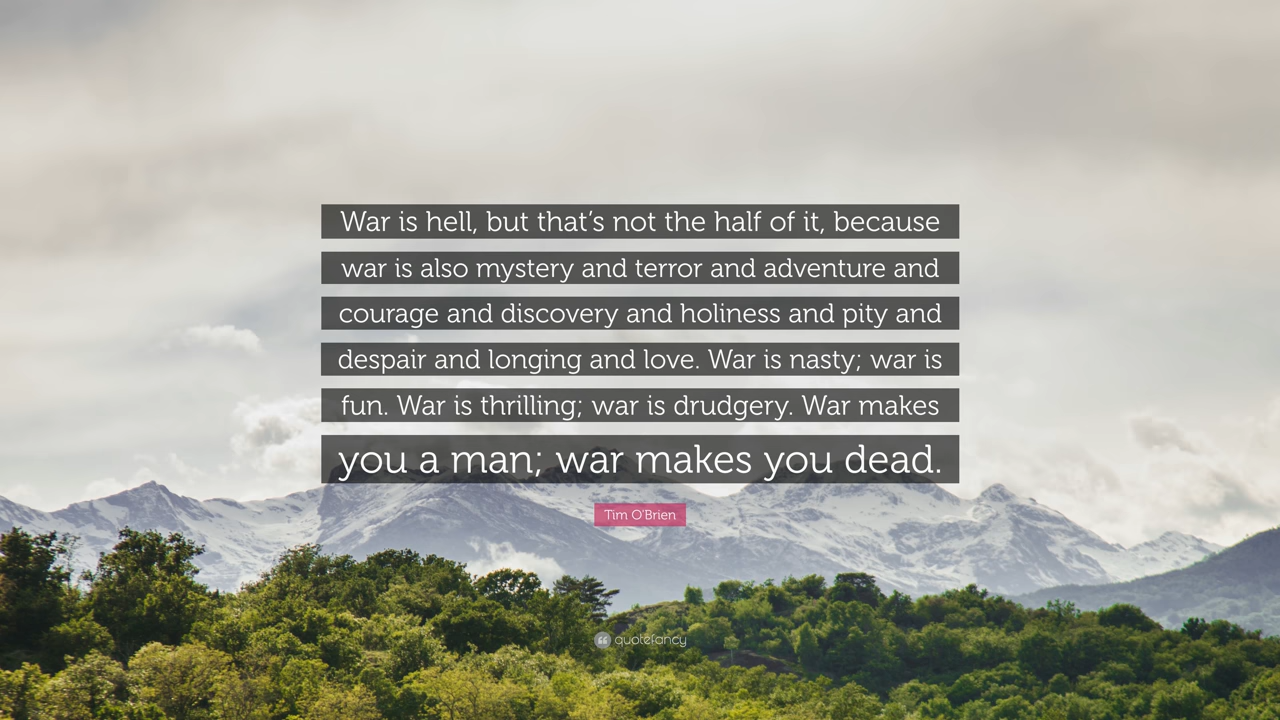 War is hell, but that’s not the half of it, because
war is also mystery and terror and adventure and
courage and discovery and holiness and pity and
despair and longing and love. War is nasty; war is
fun. War is thrilling; war is drudgery. War makes
you a man; war makes you dead.
Tim O'Brien
quotefancy